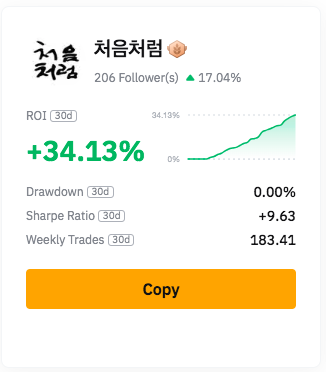 처음
처럼
처음처럼
206 Follower(s) ▲ 17.04%
ROI 30d
34.13%
+34.13%
0%
Drawdown 30d 0.00%
Sharpe Ratio 30d +9.63
Weekly Trades 30d 183.41
Copy